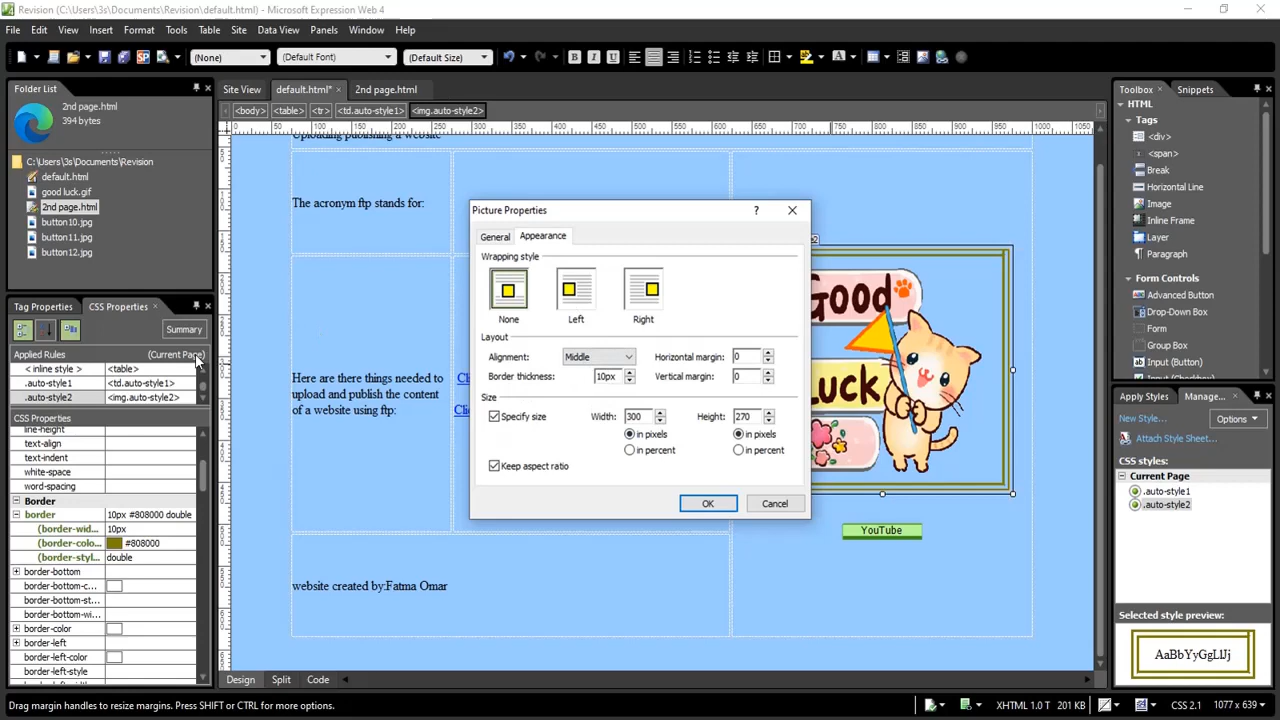 Revision (C:\Users\3s\Documents\Revision\default.html) - Microsoft Expression Web 4
File Edit View Insert Format Tools Table Site Data View Panels Window Help
(None) (Default Font) (Default Size)
Folder List
2nd page.html
394 bytes
C:\Users\3s\Documents\Revision
default.html
good luck.gif
2nd page.html
button10.jpg
button11.jpg
button12.jpg
Tag Properties CSS Properties
Summary
Applied Rules (Current Page)
< inline style > <table>
.auto-style1 <td.auto-style1>
.auto-style2 <img.auto-style2>
CSS Properties
line-height
text-align
text-indent
white-space
word-spacing
Border
border 10px #808000 double
(border-wid... 10px
(border-colo... #808000
(border-styl... double
border-bottom
border-bottom-c...
border-bottom-st...
border-bottom-wi...
border-color
border-left
border-left-color
border-left-style
Site View default.html* 2nd page.html
<body> <table> <tr> <td.auto-style1> <img.auto-style2>
Uploading publishing a website
The acronym ftp stands for:
Here are there things needed to
upload and publish the content
of a website using ftp:
website created by:Fatma Omar
Good
Luck
YouTube
Picture Properties
General Appearance
Wrapping style
None Left Right
Layout
Alignment: Middle Horizontal margin: 0
Border thickness: 10px Vertical margin: 0
Size
Specify size Width: 300 Height: 270
in pixels in pixels
in percent in percent
Keep aspect ratio
OK Cancel
Design Split Code
Toolbox Snippets
HTML
Tags
<div>
<span>
Break
Horizontal Line
Image
Inline Frame
Layer
Paragraph
Form Controls
Advanced Button
Drop-Down Box
Form
Group Box
Input (Button)
Input (Checkbox)
Apply Styles Manage...
New Style... Options
Attach Style Sheet...
CSS styles:
Current Page
.auto-style1
.auto-style2
Selected style preview:
AaBbYyGgLlJj
Drag margin handles to resize margins. Press SHIFT or CTRL for more options.
XHTML 1.0 T 201 KB CSS 2.1 1077 x 639